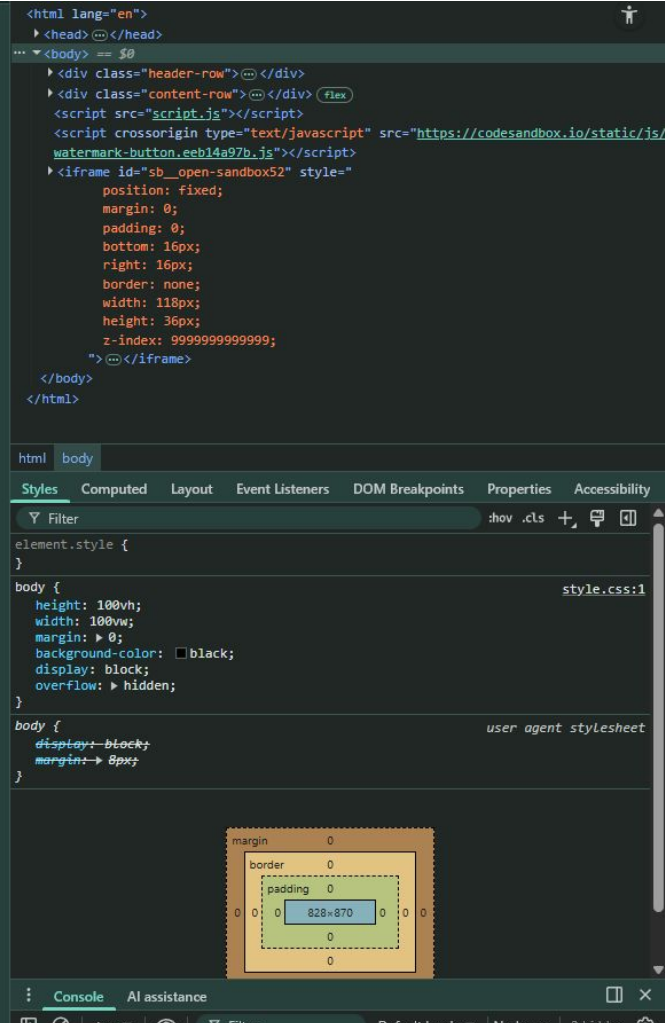 <html lang="en">
<head>…</head>
… <body> == $0
<div class="header-row">…</div>
<div class="content-row">…</div> flex
<script src="script.js"></script>
<script crossorigin type="text/javascript" src="https://codesandbox.io/static/js/
watermark-button.eeb14a97b.js"></script>
<iframe id="sb__open-sandbox52" style="
position: fixed;
margin: 0;
padding: 0;
bottom: 16px;
right: 16px;
border: none;
width: 118px;
height: 36px;
z-index: 9999999999999;
">…</iframe>
</body>
</html>
html body
Styles Computed Layout Event Listeners DOM Breakpoints Properties Accessibility
Filter :hov .cls
element.style {
}
body { style.css:1
height: 100vh;
width: 100vw;
margin: 0;
background-color: black;
display: block;
overflow: hidden;
}
body { user agent stylesheet
display: block;
margin: 8px;
}
margin 0
border 0
padding 0
0 0 0 828×870 0 0 0
0
0
Console AI assistance